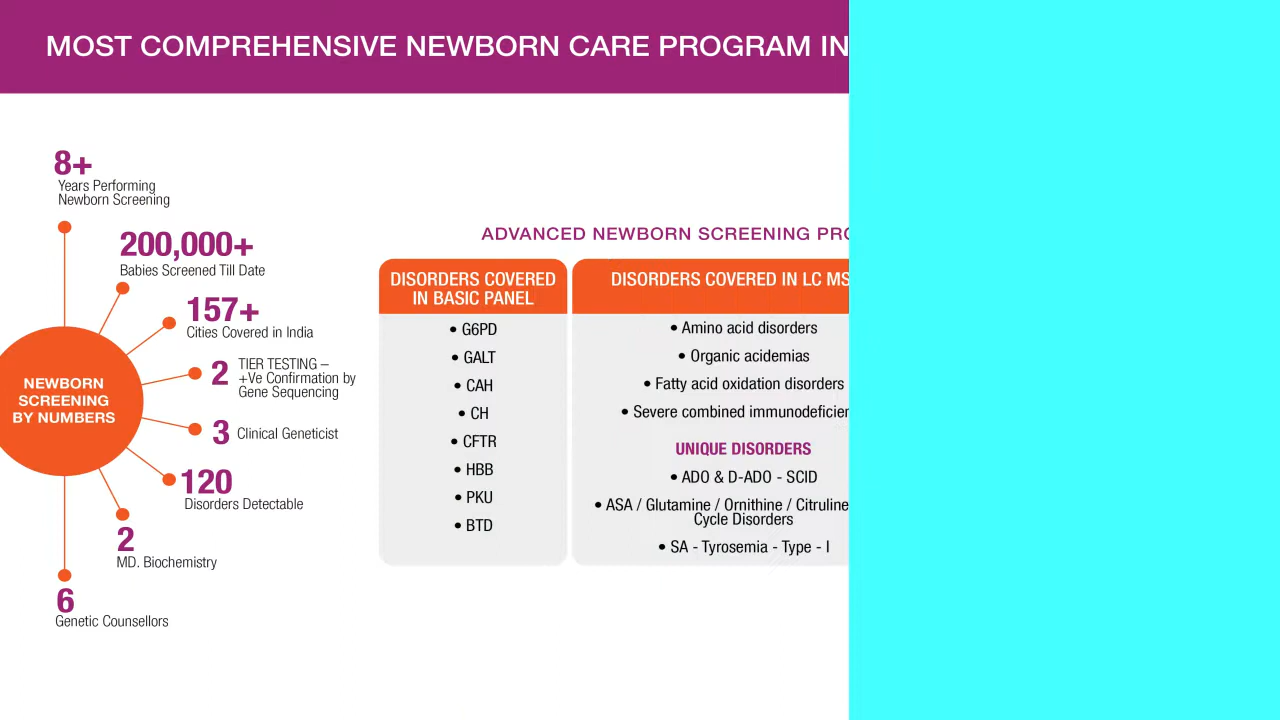 MOST COMPREHENSIVE NEWBORN CARE PROGRAM IN
8+
Years Performing
Newborn Screening
200,000+
Babies Screened Till Date
157+
Cities Covered in India
2
TIER TESTING –
+Ve Confirmation by
Gene Sequencing
NEWBORN
SCREENING
BY NUMBERS
3
Clinical Geneticist
120
Disorders Detectable
2
MD. Biochemistry
6
Genetic Counsellors
ADVANCED NEWBORN SCREENING
DISORDERS COVERED
IN BASIC PANEL
• G6PD
• GALT
• CAH
• CH
• CFTR
• HBB
• PKU
• BTD
DISORDERS COVERED IN LC MS
• Amino acid disorders
• Organic acidemias
• Fatty acid oxidation disorders
• Severe combined
UNIQUE DISORDERS
• ADO & D-ADO - SCID
• ASA / Glutamine / Ornithine / Citruline
Cycle Disorders
• SA - Tyrosemia - Type - I